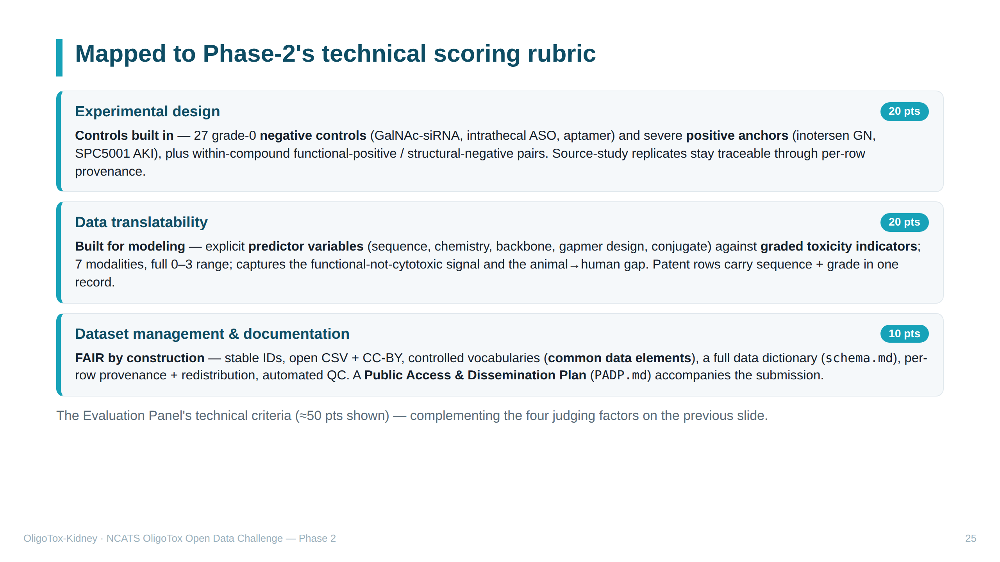 Mapped to Phase-2's technical scoring rubric
Experimental design
20 pts
Controls built in — 27 grade-0 negative controls (GalNAc-siRNA, intrathecal ASO, aptamer) and severe positive anchors (inotersen GN,
SPC5001 AKI), plus within-compound functional-positive / structural-negative pairs. Source-study replicates stay traceable through per-row
provenance.
Data translatability
20 pts
Built for modeling — explicit predictor variables (sequence, chemistry, backbone, gapmer design, conjugate) against graded toxicity indicators;
7 modalities, full 0–3 range; captures the functional-not-cytotoxic signal and the animal→human gap. Patent rows carry sequence + grade in one
record.
Dataset management & documentation
10 pts
FAIR by construction — stable IDs, open CSV + CC-BY, controlled vocabularies (common data elements), a full data dictionary (schema.md), per-
row provenance + redistribution, automated QC. A Public Access & Dissemination Plan (PADP.md) accompanies the submission.
The Evaluation Panel's technical criteria (≈50 pts shown) — complementing the four judging factors on the previous slide.
OligoTox-Kidney · NCATS OligoTox Open Data Challenge — Phase 2
25